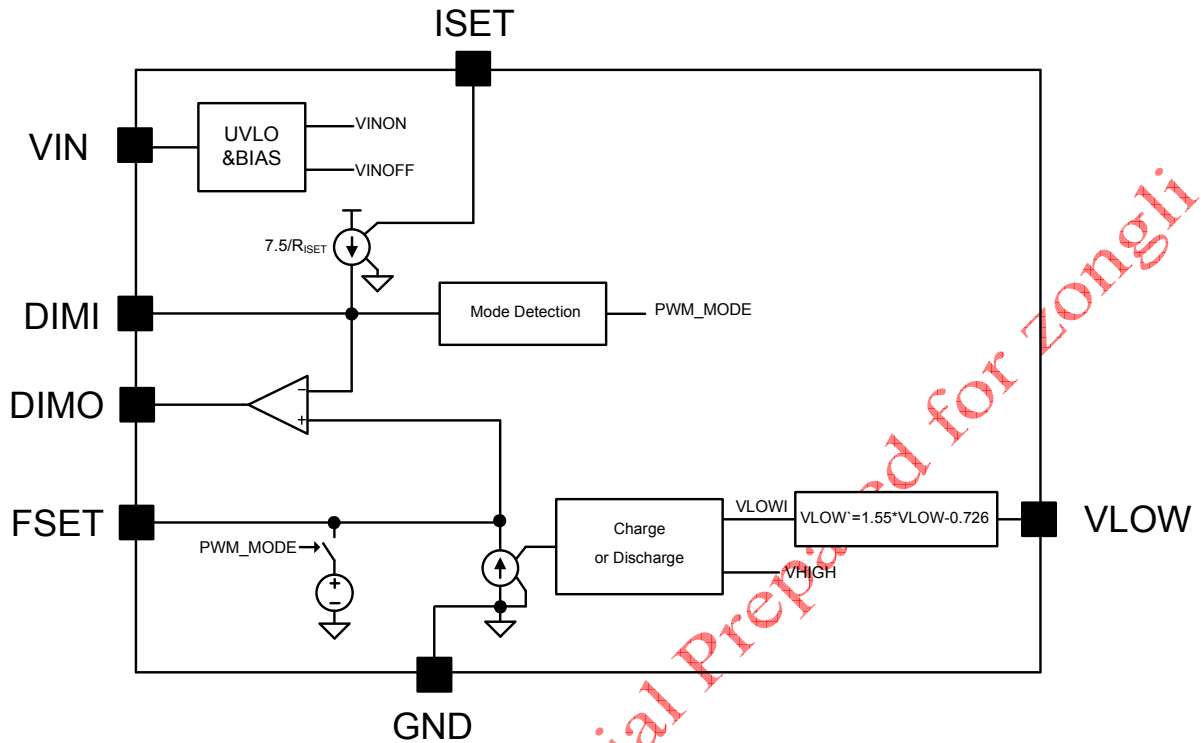 ISET
VIN
UVLO
&BIAS
VINON
VINOFF
7.5/RISET
DIMI
Mode Detection
PWM_MODE
DIMO
-
+
FSET
PWM_MODE
+
-
Charge
or Discharge
VLOWI
VHIGH
VLOW`=1.55*VLOW-0.726
VLOW
GND
ial Prepared for zongli